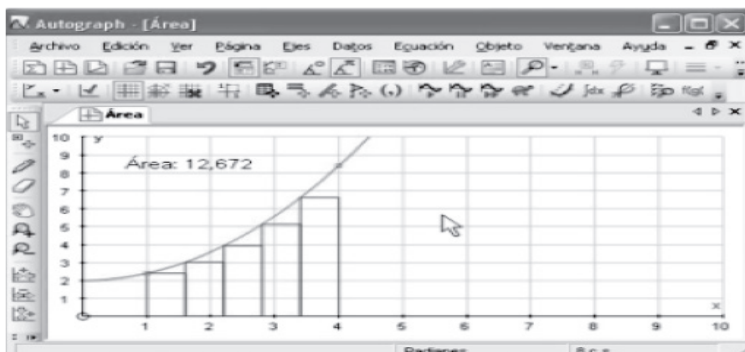 Autograph - [Área]
Archivo Edición Ver Página Ejes Datos Ecuación Objeto Ventana Ayuda
Área
y
Área: 12,672
10
9
8
7
6
5
4
3
2
1
x
1 2 3 4 5 6 7 8 9 10
Radianes